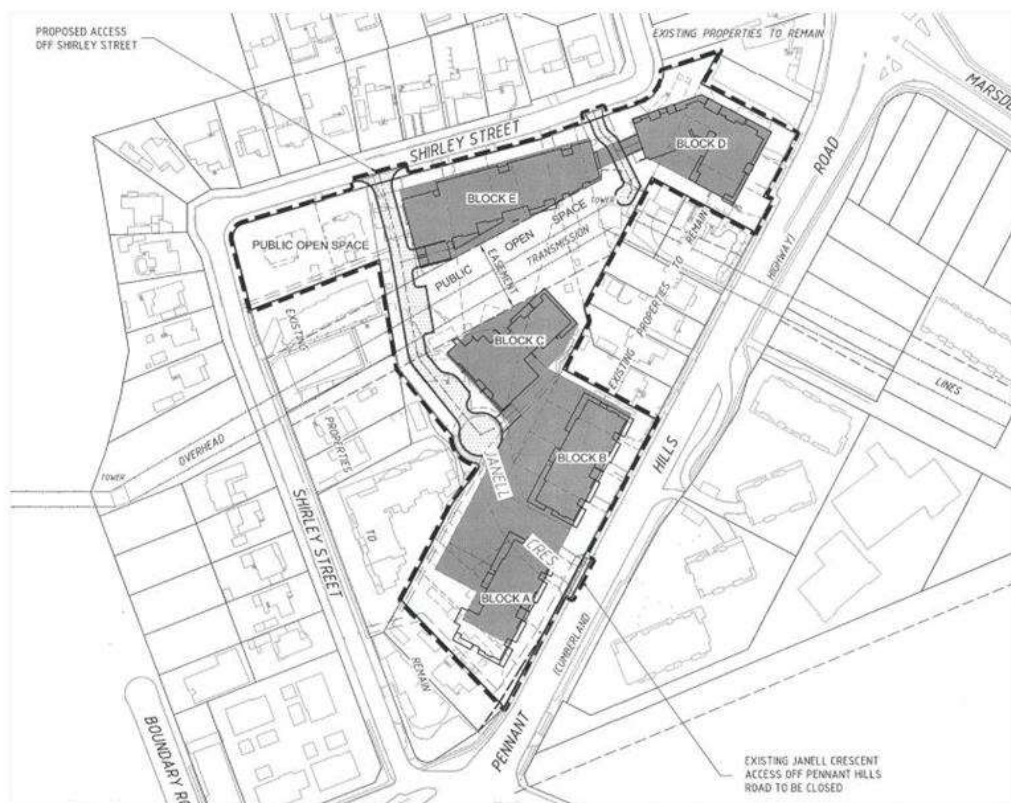 PROPOSED ACCESS
OFF SHIRLEY STREET
EXISTING PROPERTIES TO REMAIN
SHIRLEY STREET
BLOCK D
ROAD
BLOCK E
TOWER
PUBLIC OPEN SPACE
PUBLIC OPEN SPACE
TRANSMISSION
EASEMENT
HIGHWAY)
EXISTING PROPERTIES TO REMAIN
EXISTING
BLOCK C
LINES
PROPERTIES
OVERHEAD
TOWER
JANELL
BLOCK B
HILLS
SHIRLEY STREET
TO
CRES
BLOCK A
(CUMBERLAND
REMAIN
PENNANT
EXISTING JANELL CRESCENT
ACCESS OFF PENNANT HILLS
ROAD TO BE CLOSED